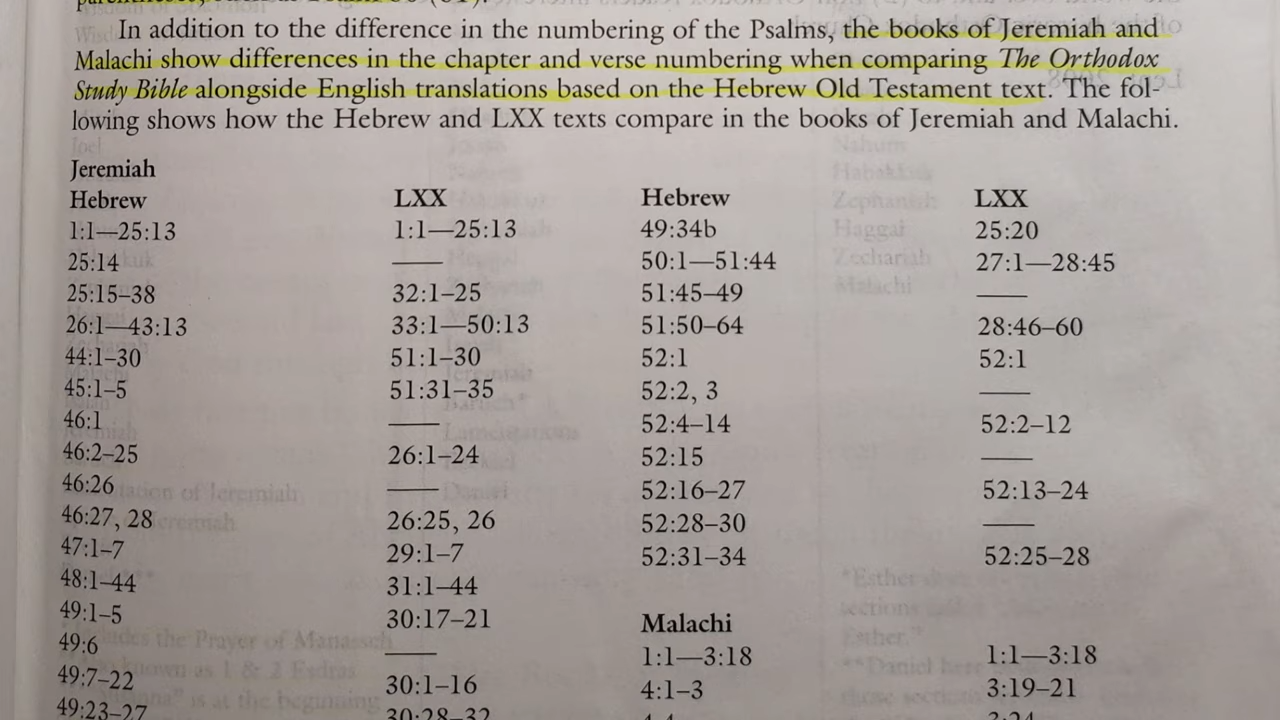 In addition to the difference in the numbering of the Psalms, the books of Jeremiah and
Malachi show differences in the chapter and verse numbering when comparing The Orthodox
Study Bible alongside English translations based on the Hebrew Old Testament text. The fol-
lowing shows how the Hebrew and LXX texts compare in the books of Jeremiah and Malachi.
Jeremiah
Hebrew LXX
1:1—25:13 1:1—25:13
25:14 ——
25:15–38 32:1–25
26:1—43:13 33:1—50:13
44:1–30 51:1–30
45:1–5 51:31–35
46:1 ——
46:2–25 26:1–24
46:26 ——
46:27, 28 26:25, 26
47:1–7 29:1–7
48:1–44 31:1–44
49:1–5 30:17–21
49:6 ——
49:7–22 30:1–16
49:23–27 30:28–32
Hebrew LXX
49:34b 25:20
50:1—51:44 27:1—28:45
51:45–49 ——
51:50–64 28:46–60
52:1 52:1
52:2, 3 ——
52:4–14 52:2–12
52:15 ——
52:16–27 52:13–24
52:28–30 ——
52:31–34 52:25–28
Malachi
1:1—3:18 1:1—3:18
4:1–3 3:19–21